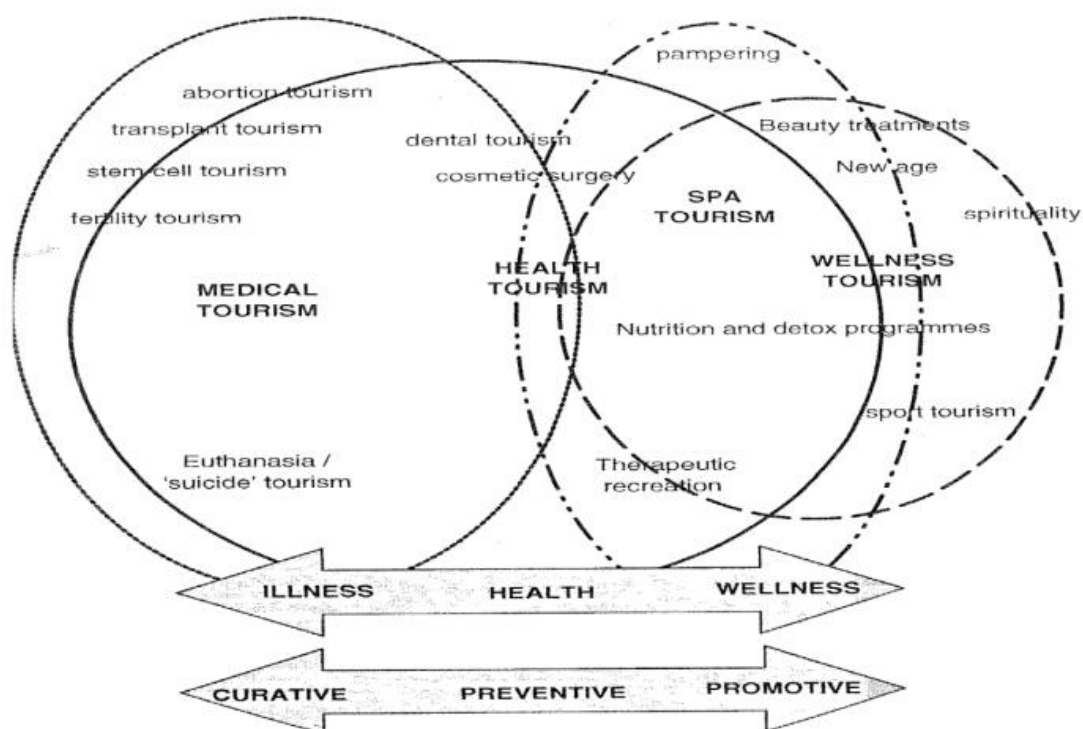 pampering
abortion tourism
transplant tourism
dental tourism
Beauty treatments
stem cell tourism
cosmetic surgery
New age
fertility tourism
SPA
TOURISM
spirituality
MEDICAL
TOURISM
HEALTH
TOURISM
WELLNESS
TOURISM
Nutrition and detox programmes
sport tourism
Euthanasia /
'suicide' tourism
Therapeutic
recreation
ILLNESS HEALTH WELLNESS
CURATIVE PREVENTIVE PROMOTIVE